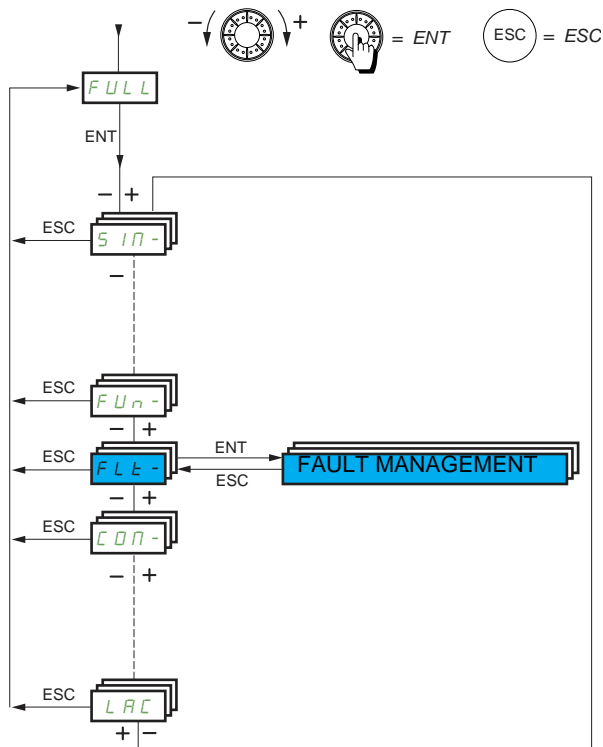 − + = ENT ESC = ESC
FULL
ENT
− +
ESC SIM-
−
ESC FUn-
− +
ESC FLt- ENT FAULT MANAGEMENT
ESC
− +
ESC COM-
− +
ESC LAC
+ −